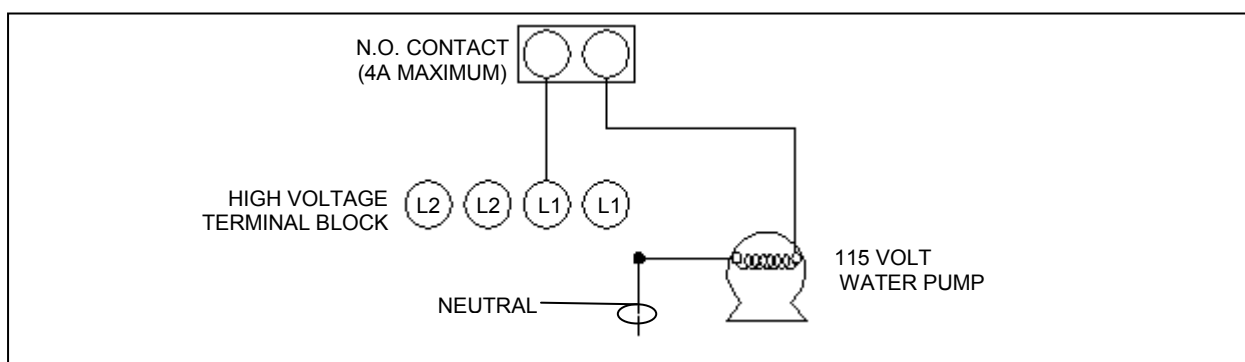 N.O. CONTACT
(4A MAXIMUM)
HIGH VOLTAGE
TERMINAL BLOCK
L2 L2 L1 L1
115 VOLT
WATER PUMP
NEUTRAL